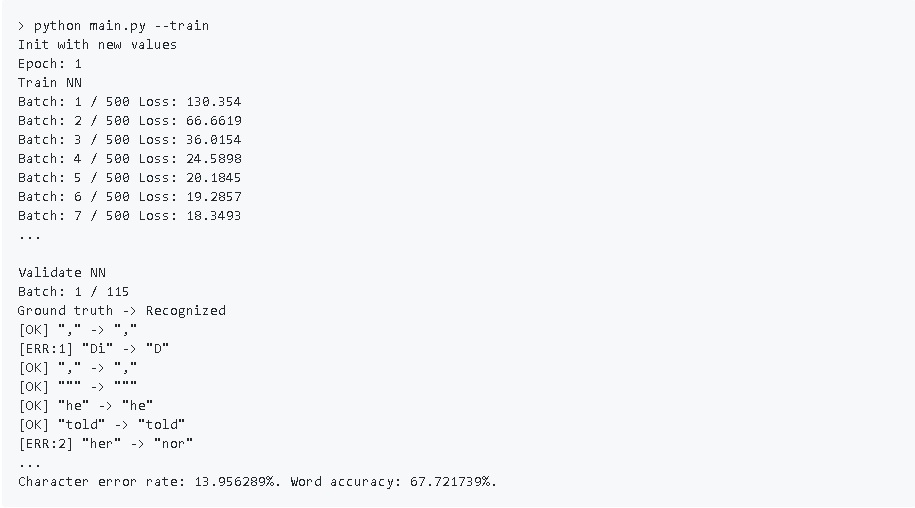 > python main.py --train
Init with new values
Epoch: 1
Train NN
Batch: 1 / 500 Loss: 130.354
Batch: 2 / 500 Loss: 66.6619
Batch: 3 / 500 Loss: 36.0154
Batch: 4 / 500 Loss: 24.5898
Batch: 5 / 500 Loss: 20.1845
Batch: 6 / 500 Loss: 19.2857
Batch: 7 / 500 Loss: 18.3493
...
Validate NN
Batch: 1 / 115
Ground truth -> Recognized
[OK] "," -> ","
[ERR:1] "Di" -> "D"
[OK] "," -> ","
[OK] """ -> """
[OK] "he" -> "he"
[OK] "told" -> "told"
[ERR:2] "her" -> "nor"
...
Character error rate: 13.956289%. Word accuracy: 67.721739%.